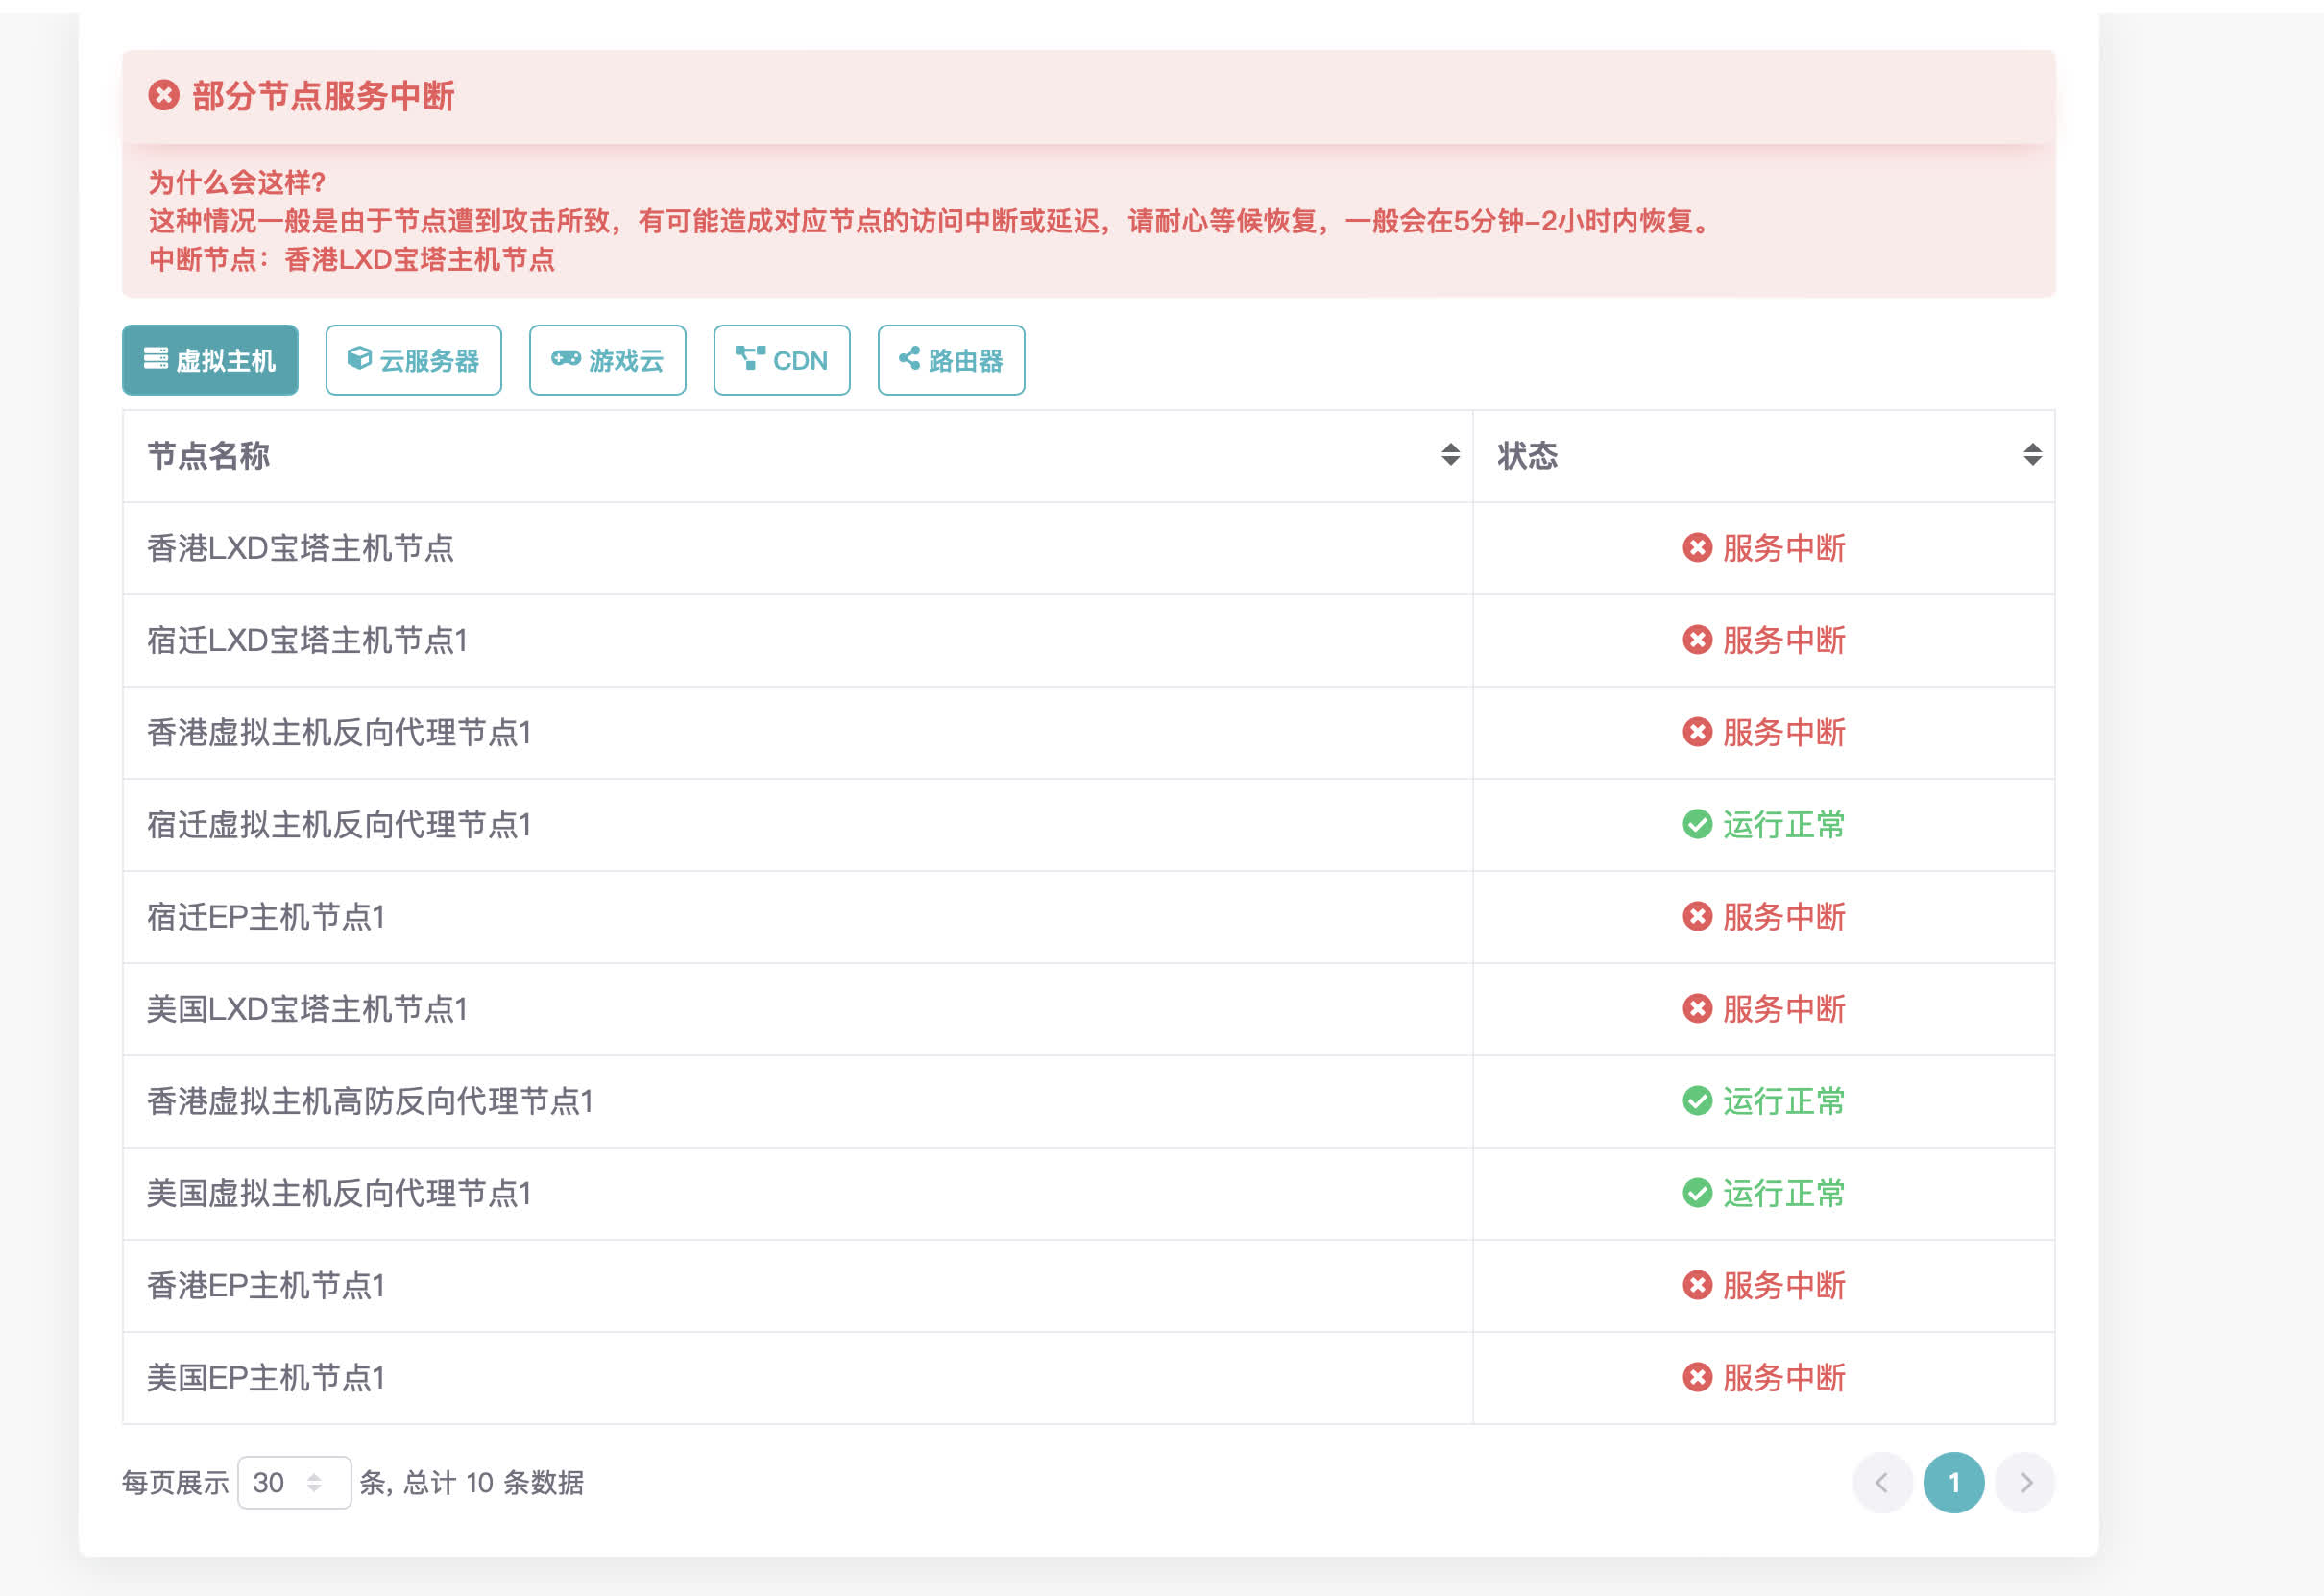 部分节点服务中断
为什么会这样?
这种情况一般是由于节点遭到攻击所致，有可能造成对应节点的访问中断或延迟，请耐心等候恢复，一般会在5分钟-2小时内恢复。
中断节点：香港LXD宝塔主机节点
虚拟主机 云服务器 游戏云 CDN 路由器
节点名称 状态
香港LXD宝塔主机节点 服务中断
宿迁LXD宝塔主机节点1 服务中断
香港虚拟主机反向代理节点1 服务中断
宿迁虚拟主机反向代理节点1 运行正常
宿迁EP主机节点1 服务中断
美国LXD宝塔主机节点1 服务中断
香港虚拟主机高防反向代理节点1 运行正常
美国虚拟主机反向代理节点1 运行正常
香港EP主机节点1 服务中断
美国EP主机节点1 服务中断
每页展示 30 条, 总计 10 条数据 1